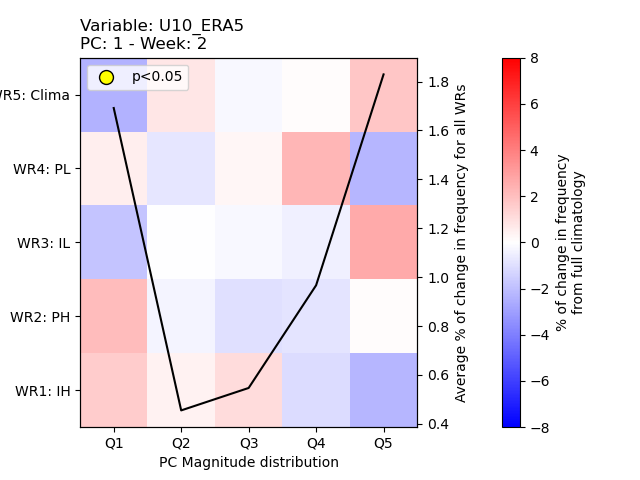 Variable: U10_ERA5
PC: 1 - Week: 2
p<0.05
WR5: Clima
WR4: PL
WR3: IL
WR2: PH
WR1: IH
Q1 Q2 Q3 Q4 Q5
PC Magnitude distribution
1.8
1.6
1.4
1.2
1.0
0.8
0.6
0.4
Average % of change in frequency for all WRs
8
6
4
2
0
−2
−4
−6
−8
% of change in frequency
from full climatology